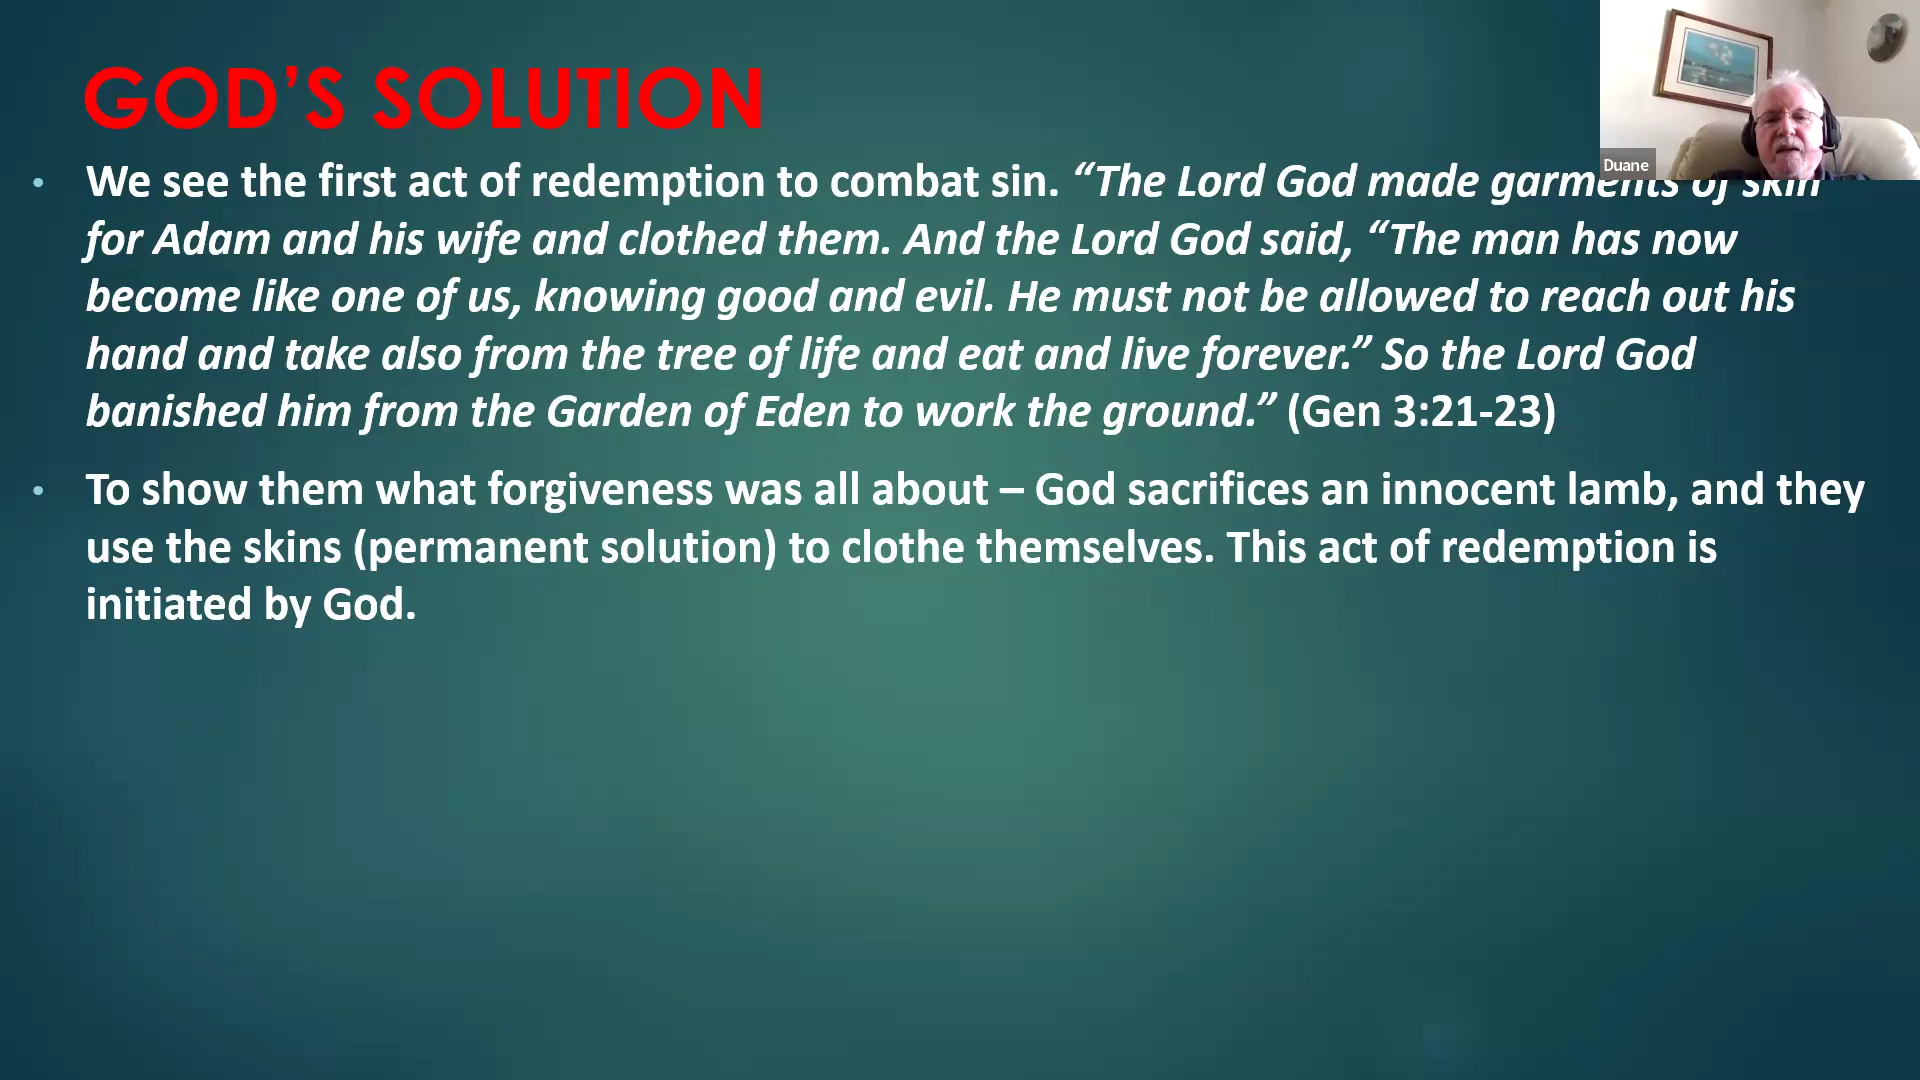 GOD’S SOLUTION
• We see the first act of redemption to combat sin. “The Lord God made garments of skin
for Adam and his wife and clothed them. And the Lord God said, “The man has now
become like one of us, knowing good and evil. He must not be allowed to reach out his
hand and take also from the tree of life and eat and live forever.” So the Lord God
banished him from the Garden of Eden to work the ground.” (Gen 3:21-23)
• To show them what forgiveness was all about – God sacrifices an innocent lamb, and they
use the skins (permanent solution) to clothe themselves. This act of redemption is
initiated by God.
Duane